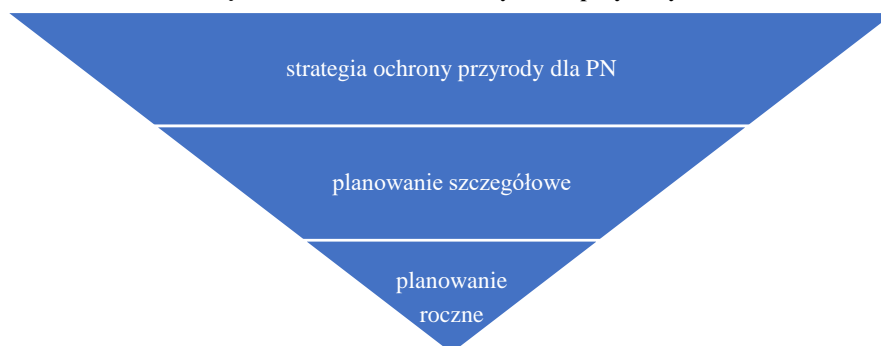 strategia ochrony przyrody dla PN
planowanie szczegółowe
planowanie
roczne